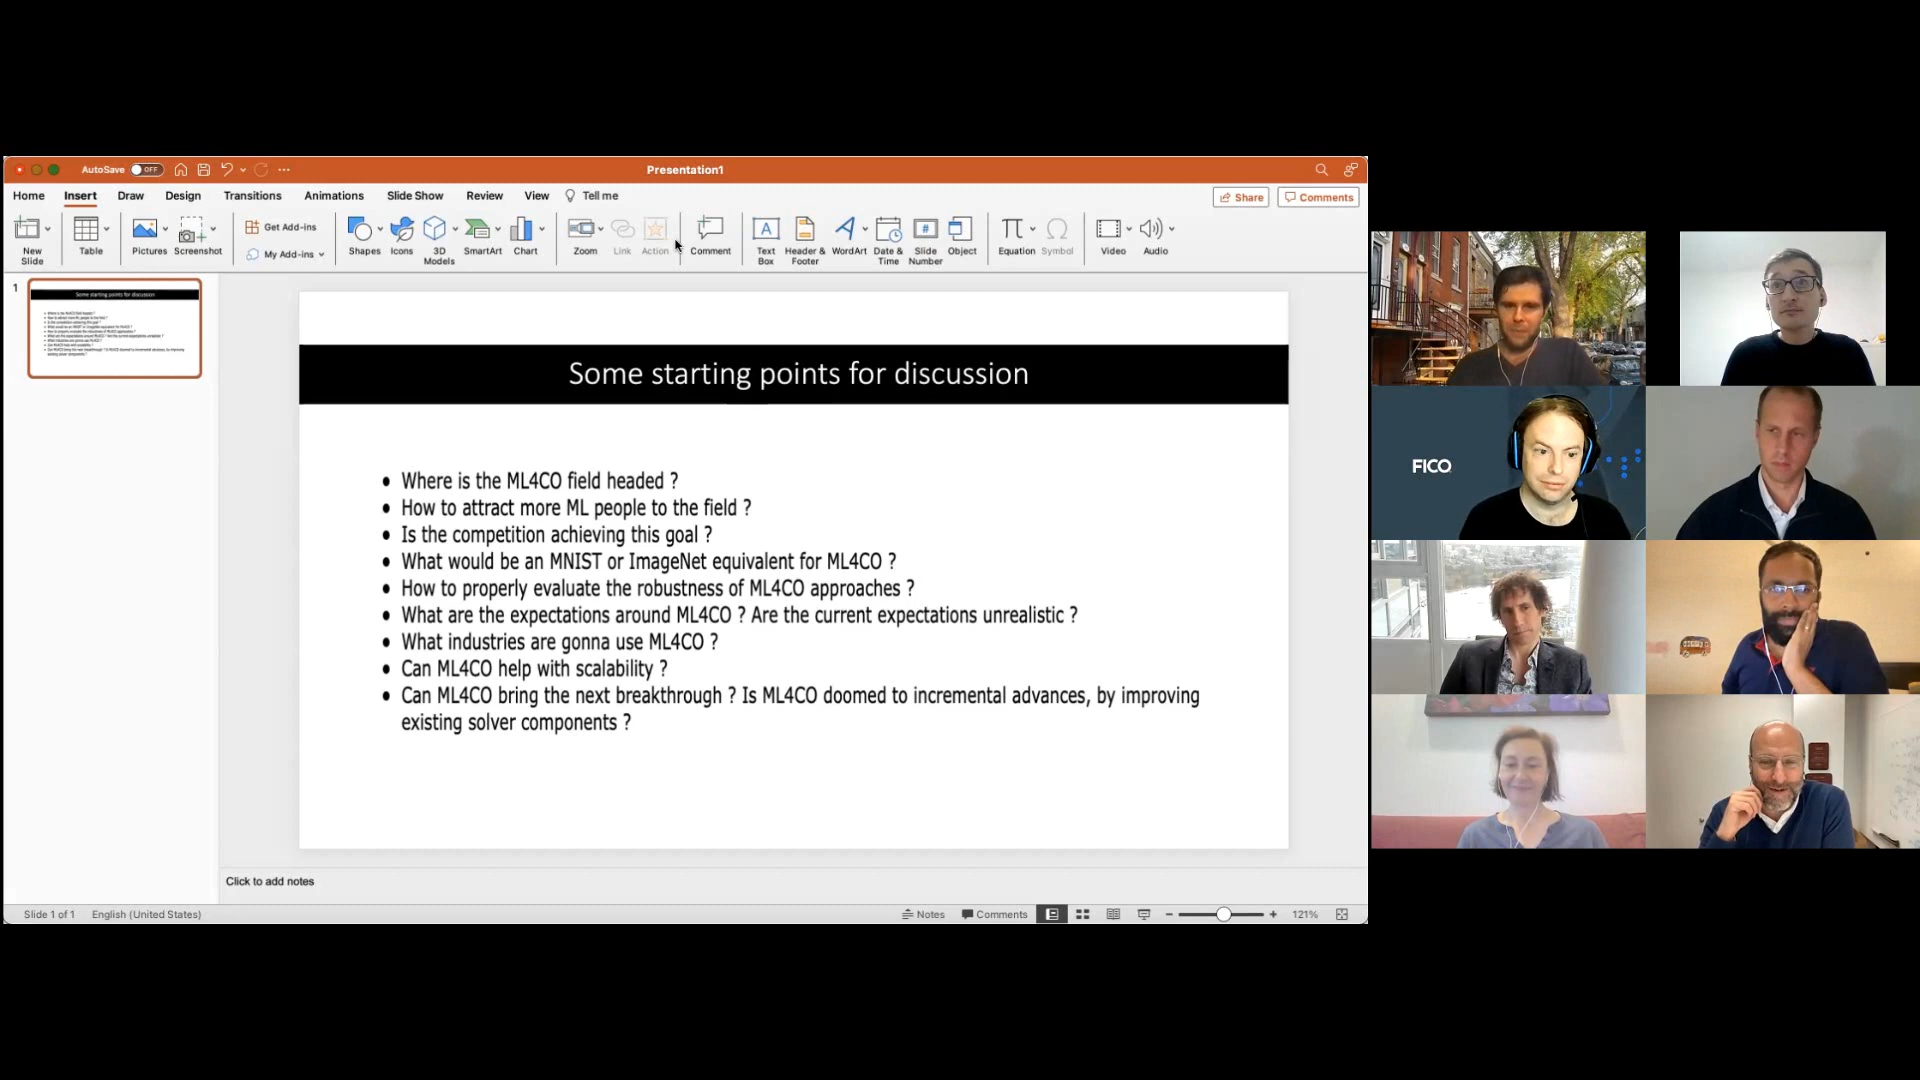 AutoSave OFF
Presentation1
Home Insert Draw Design Transitions Animations Slide Show Review View Tell me
Share Comments
New Slide
Table
Pictures
Screenshot
Get Add-ins
My Add-ins
Shapes
Icons
3D Models
SmartArt
Chart
Zoom
Link
Action
Comment
Text Box
Header & Footer
WordArt
Date & Time
Slide Number
Object
Equation
Symbol
Video
Audio
1
Some starting points for discussion
Some starting points for discussion
• Where is the ML4CO field headed ?
• How to attract more ML people to the field ?
• Is the competition achieving this goal ?
• What would be an MNIST or ImageNet equivalent for ML4CO ?
• How to properly evaluate the robustness of ML4CO approaches ?
• What are the expectations around ML4CO ? Are the current expectations unrealistic ?
• What industries are gonna use ML4CO ?
• Can ML4CO help with scalability ?
• Can ML4CO bring the next breakthrough ? Is ML4CO doomed to incremental advances, by improving
existing solver components ?
Click to add notes
Slide 1 of 1 English (United States)
Notes Comments 121%
FICO